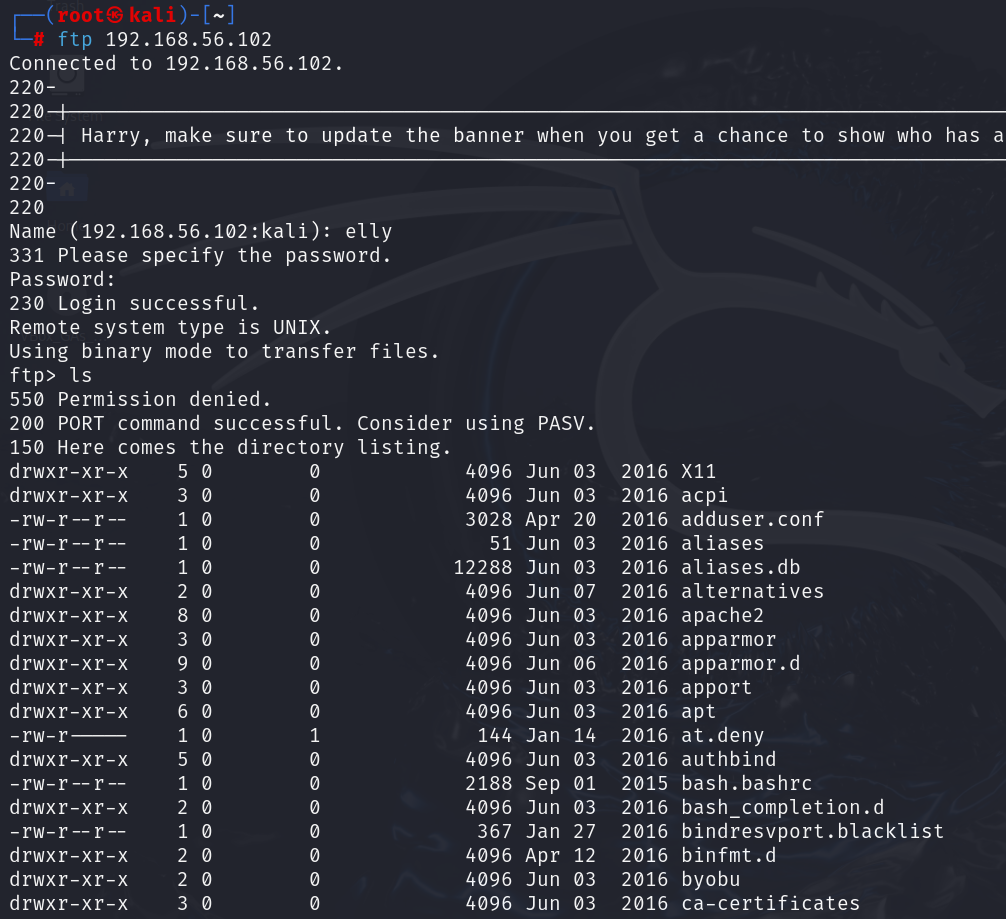 ┌──(root㉿kali)-[~]
└─# ftp 192.168.56.102
Connected to 192.168.56.102.
220-
220-|-----------------------------------------------------------------------------
220-| Harry, make sure to update the banner when you get a chance to show who has a
220-|-----------------------------------------------------------------------------
220-
220
Name (192.168.56.102:kali): elly
331 Please specify the password.
Password:
230 Login successful.
Remote system type is UNIX.
Using binary mode to transfer files.
ftp> ls
550 Permission denied.
200 PORT command successful. Consider using PASV.
150 Here comes the directory listing.
drwxr-xr-x    5 0        0            4096 Jun 03  2016 X11
drwxr-xr-x    3 0        0            4096 Jun 03  2016 acpi
-rw-r--r--    1 0        0            3028 Apr 20  2016 adduser.conf
-rw-r--r--    1 0        0              51 Jun 03  2016 aliases
-rw-r--r--    1 0        0           12288 Jun 03  2016 aliases.db
drwxr-xr-x    2 0        0            4096 Jun 07  2016 alternatives
drwxr-xr-x    8 0        0            4096 Jun 03  2016 apache2
drwxr-xr-x    3 0        0            4096 Jun 03  2016 apparmor
drwxr-xr-x    9 0        0            4096 Jun 06  2016 apparmor.d
drwxr-xr-x    3 0        0            4096 Jun 03  2016 apport
drwxr-xr-x    6 0        0            4096 Jun 03  2016 apt
-rw-r-----    1 0        1             144 Jan 14  2016 at.deny
drwxr-xr-x    5 0        0            4096 Jun 03  2016 authbind
-rw-r--r--    1 0        0            2188 Sep 01  2015 bash.bashrc
drwxr-xr-x    2 0        0            4096 Jun 03  2016 bash_completion.d
-rw-r--r--    1 0        0             367 Jan 27  2016 bindresvport.blacklist
drwxr-xr-x    2 0        0            4096 Apr 12  2016 binfmt.d
drwxr-xr-x    2 0        0            4096 Jun 03  2016 byobu
drwxr-xr-x    3 0        0            4096 Jun 03  2016 ca-certificates